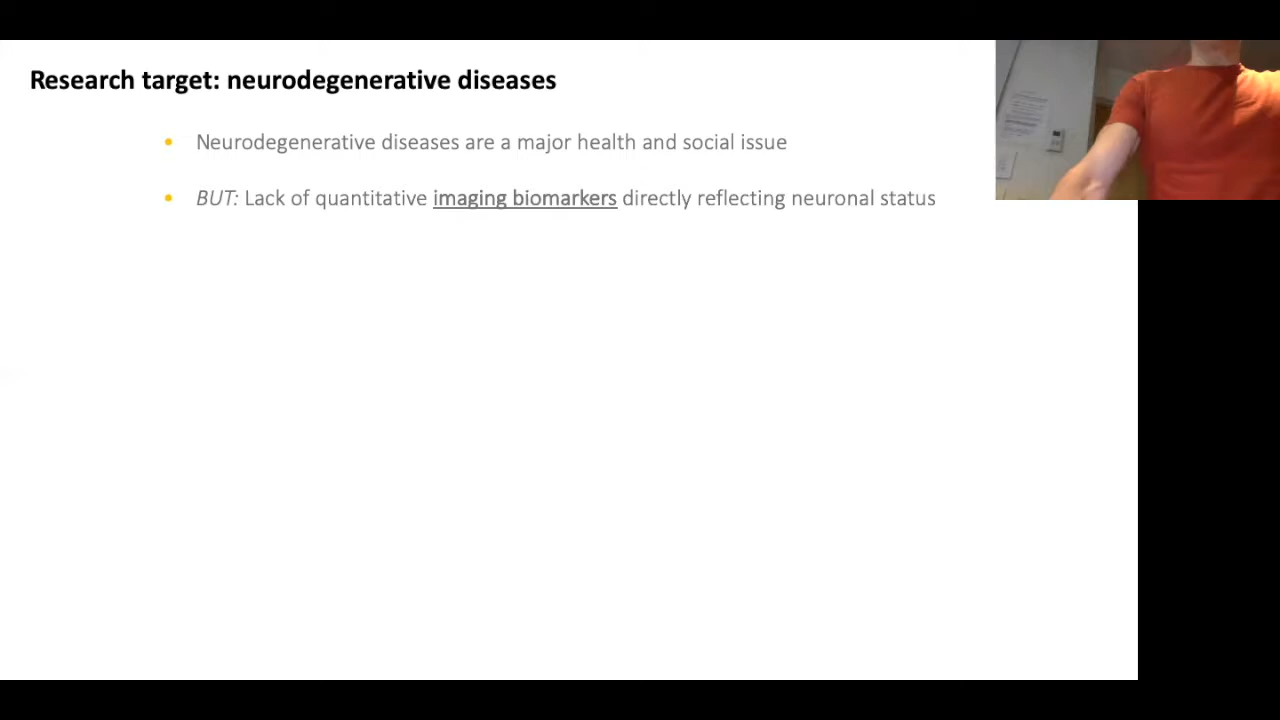 Research target: neurodegenerative diseases
• Neurodegenerative diseases are a major health and social issue
• BUT: Lack of quantitative imaging biomarkers directly reflecting neuronal status